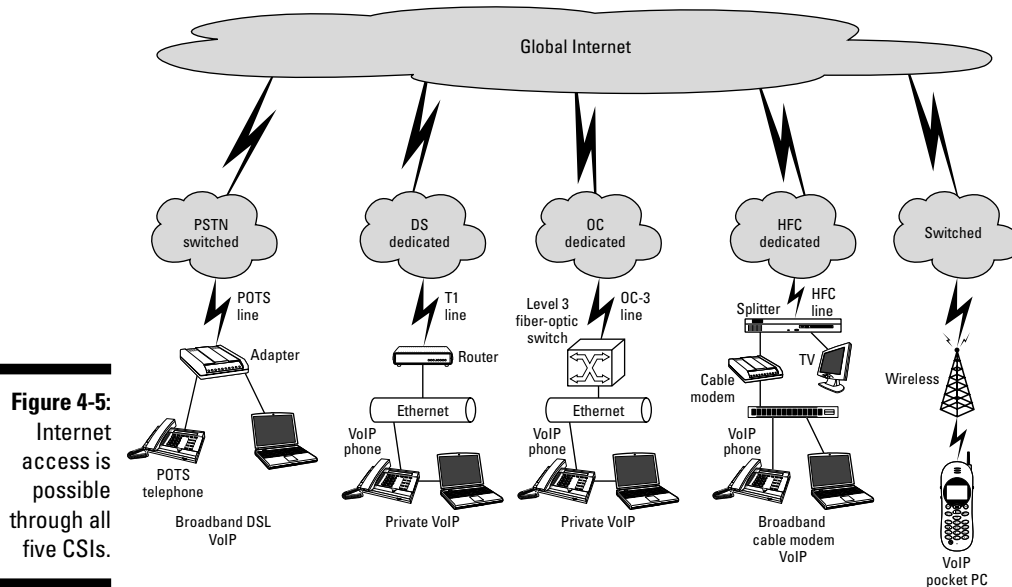 Global Internet
PSTN
switched
DS
dedicated
OC
dedicated
HFC
dedicated
Switched
POTS
line
T1
line
Level 3
fiber-optic
switch
OC-3
line
Splitter
HFC
line
Adapter
Router
Cable
modem
TV
Wireless
Ethernet
Ethernet
POTS
telephone
VoIP
phone
VoIP
phone
VoIP
phone
Broadband DSL
VoIP
Private VoIP
Private VoIP
Broadband
cable modem
VoIP
VoIP
pocket PC
Figure 4-5:
Internet
access is
possible
through all
five CSIs.